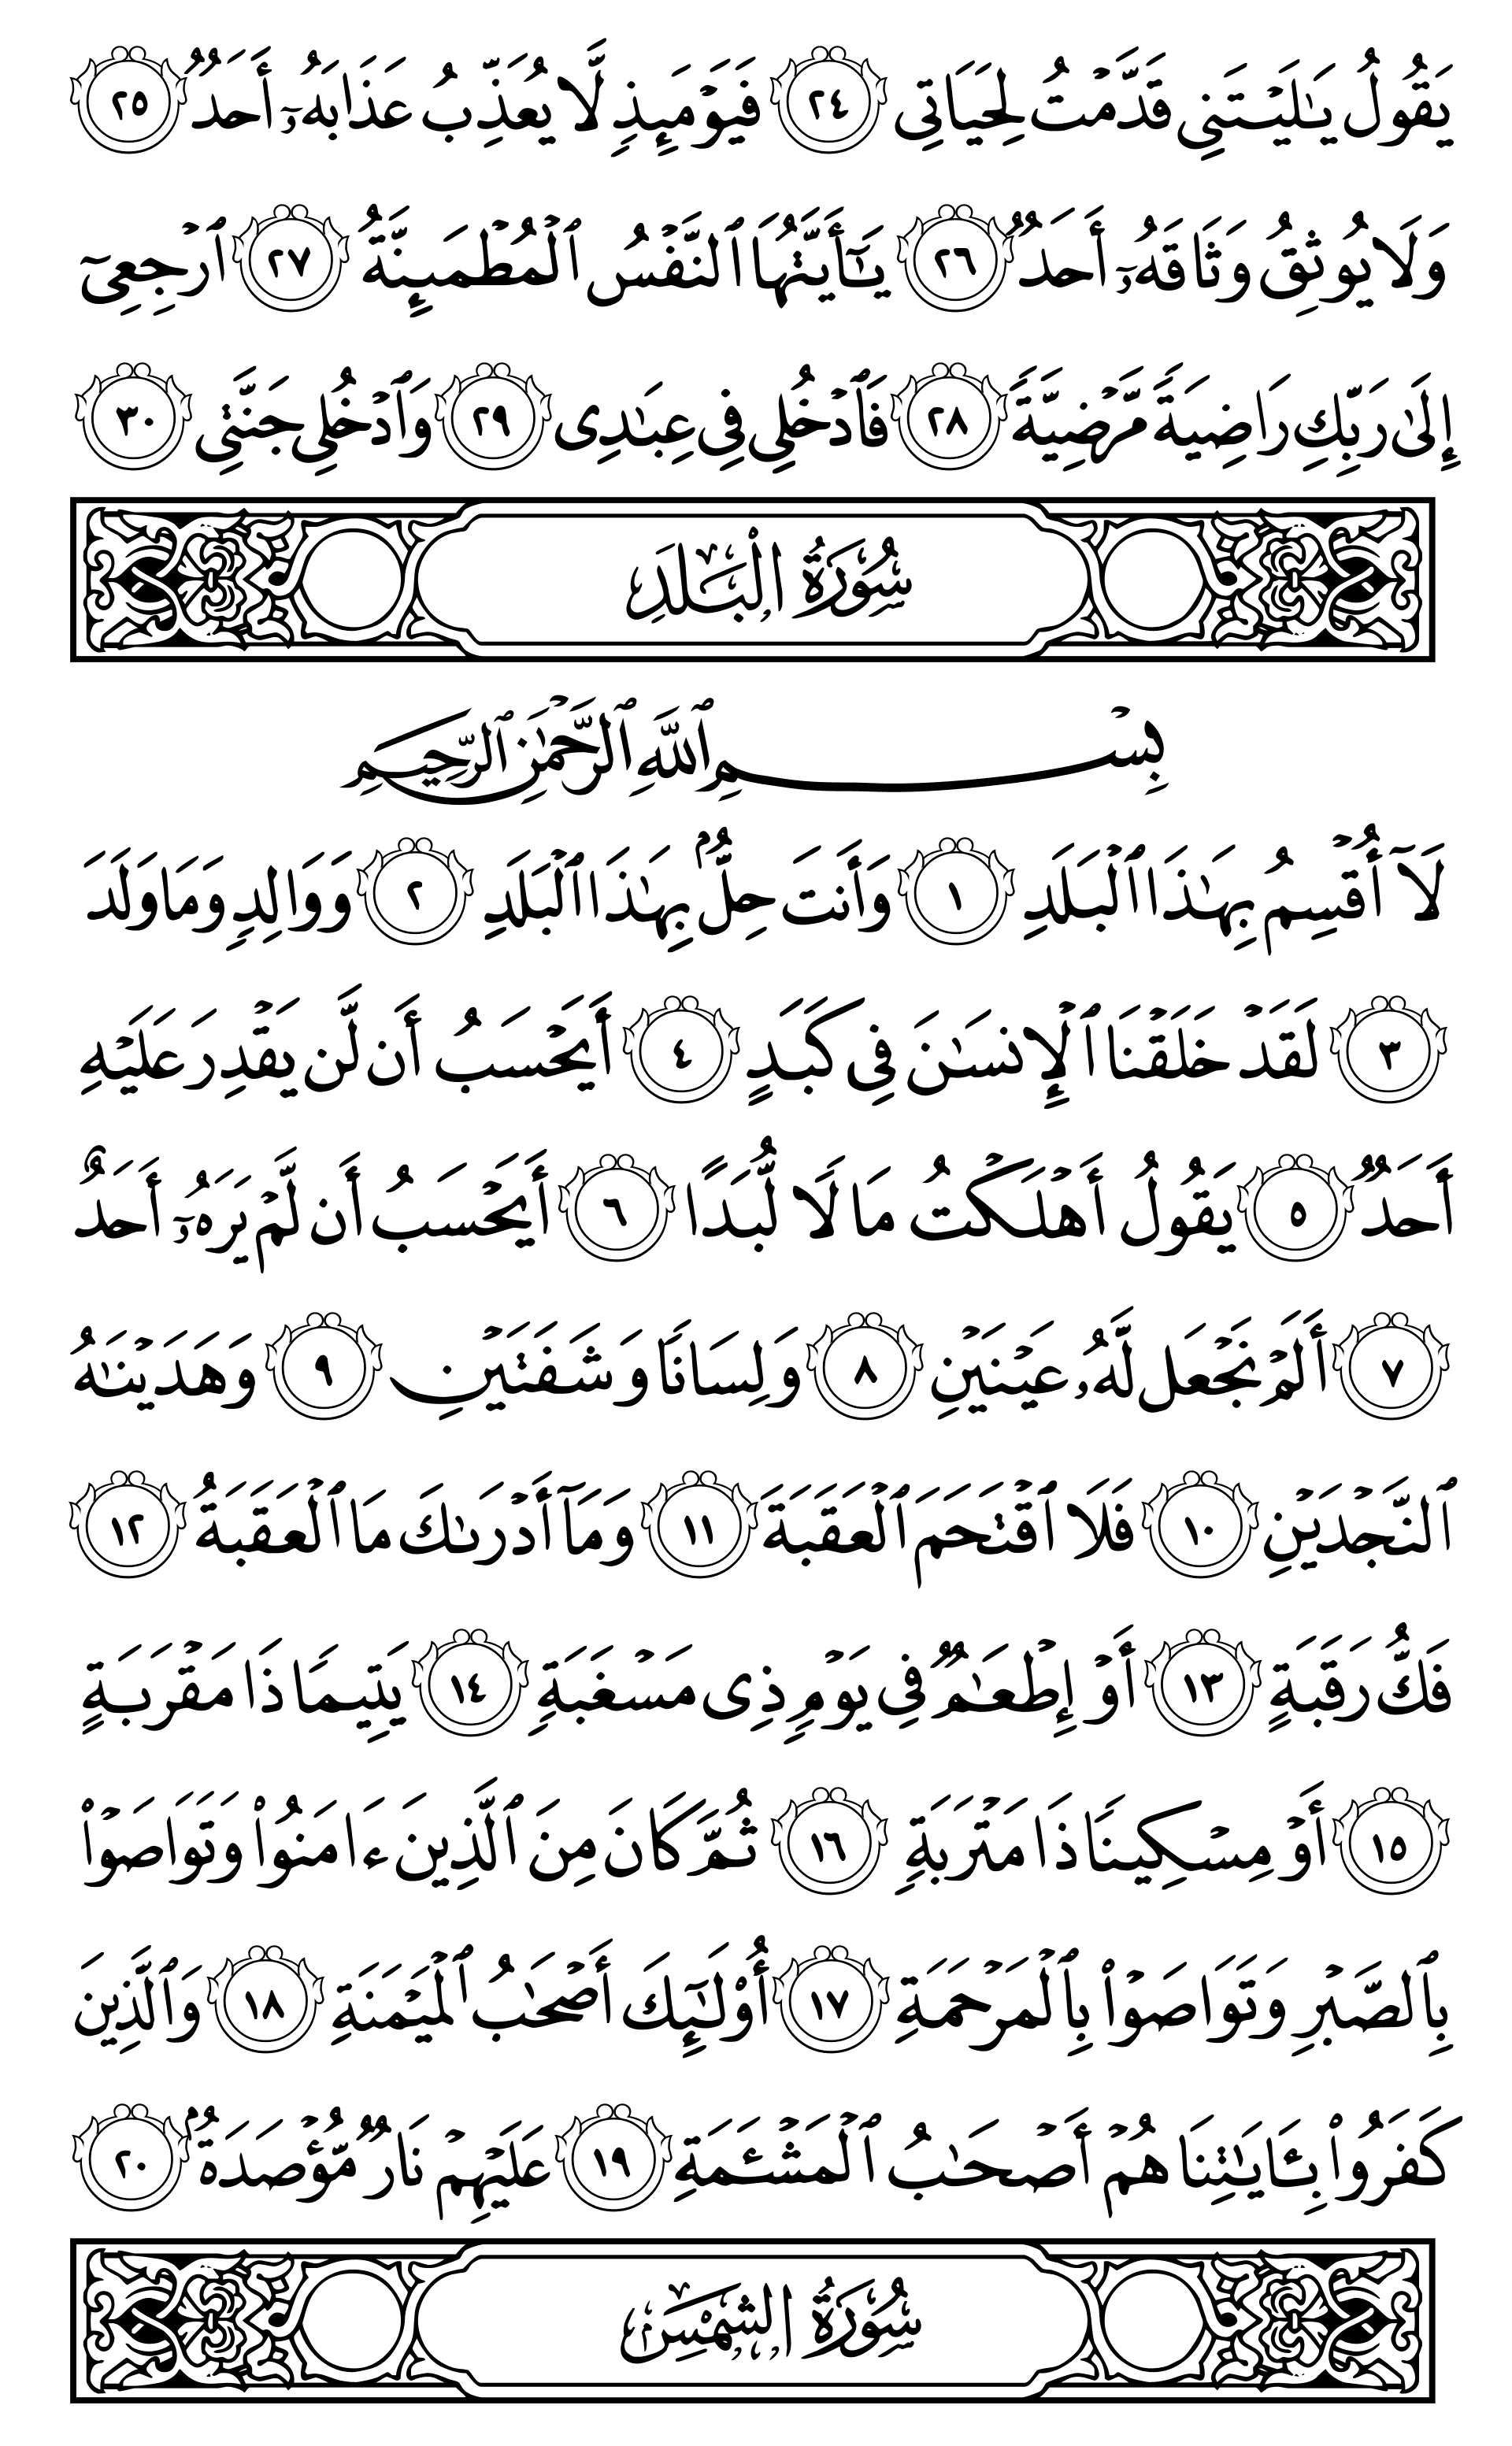 يَقُولُ يَٰلَيۡتَنِي قَدَّمۡتُ لِحَيَاتِي ٢٤ فَيَوۡمَئِذٖ لَّا يُعَذِّبُ عَذَابَهُۥٓ أَحَدٞ ٢٥
وَلَا يُوثِقُ وَثَاقَهُۥٓ أَحَدٞ ٢٦ يَٰٓأَيَّتُهَا ٱلنَّفۡسُ ٱلۡمُطۡمَئِنَّةُ ٢٧ ٱرۡجِعِيٓ
إِلَىٰ رَبِّكِ رَاضِيَةٗ مَّرۡضِيَّةٗ ٢٨ فَٱدۡخُلِي فِي عِبَٰدِي ٢٩ وَٱدۡخُلِي جَنَّتِي ٣٠
سُورَةُ الْبَلَدِ
بِسۡمِ ٱللَّهِ ٱلرَّحۡمَٰنِ ٱلرَّحِيمِ
لَآ أُقۡسِمُ بِهَٰذَا ٱلۡبَلَدِ ١ وَأَنتَ حِلُّۢ بِهَٰذَا ٱلۡبَلَدِ ٢ وَوَالِدٖ وَمَا وَلَدَ
٣ لَقَدۡ خَلَقۡنَا ٱلۡإِنسَٰنَ فِي كَبَدٍ ٤ أَيَحۡسَبُ أَن لَّن يَقۡدِرَ عَلَيۡهِ
أَحَدٞ ٥ يَقُولُ أَهۡلَكۡتُ مَالٗا لُّبَدًا ٦ أَيَحۡسَبُ أَن لَّمۡ يَرَهُۥٓ أَحَدٌ
٧ أَلَمۡ نَجۡعَل لَّهُۥ عَيۡنَيۡنِ ٨ وَلِسَانٗا وَشَفَتَيۡنِ ٩ وَهَدَيۡنَٰهُ
ٱلنَّجۡدَيۡنِ ١٠ فَلَا ٱقۡتَحَمَ ٱلۡعَقَبَةَ ١١ وَمَآ أَدۡرَىٰكَ مَا ٱلۡعَقَبَةُ ١٢
فَكُّ رَقَبَةٍ ١٣ أَوۡ إِطۡعَٰمٞ فِي يَوۡمٖ ذِي مَسۡغَبَةٖ ١٤ يَتِيمٗا ذَا مَقۡرَبَةٍ
١٥ أَوۡ مِسۡكِينٗا ذَا مَتۡرَبَةٖ ١٦ ثُمَّ كَانَ مِنَ ٱلَّذِينَ ءَامَنُواْ وَتَوَاصَوۡاْ
بِٱلصَّبۡرِ وَتَوَاصَوۡاْ بِٱلۡمَرۡحَمَةِ ١٧ أُوْلَٰٓئِكَ أَصۡحَٰبُ ٱلۡمَيۡمَنَةِ ١٨ وَٱلَّذِينَ
كَفَرُواْ بِـَٔايَٰتِنَا هُمۡ أَصۡحَٰبُ ٱلۡمَشۡـَٔمَةِ ١٩ عَلَيۡهِمۡ نَارٞ مُّؤۡصَدَةُۢ ٢٠
سُورَةُ الشَّمْسِ